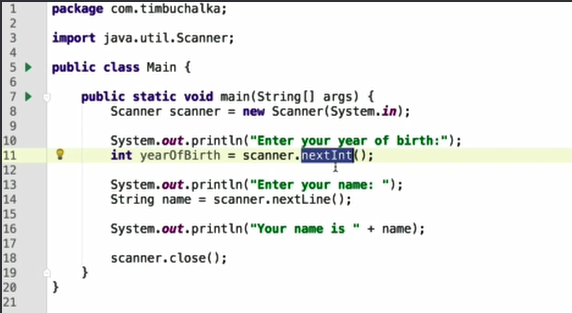 1 package com.timbuchalka;
2
3 import java.util.Scanner;
4
5 public class Main {
6
7 public static void main(String[] args) {
8 Scanner scanner = new Scanner(System.in);
9
10 System.out.println("Enter your year of birth:");
11 int yearOfBirth = scanner.nextInt();
12
13 System.out.println("Enter your name: ");
14 String name = scanner.nextLine();
15
16 System.out.println("Your name is " + name);
17
18 scanner.close();
19 }
20 }
21